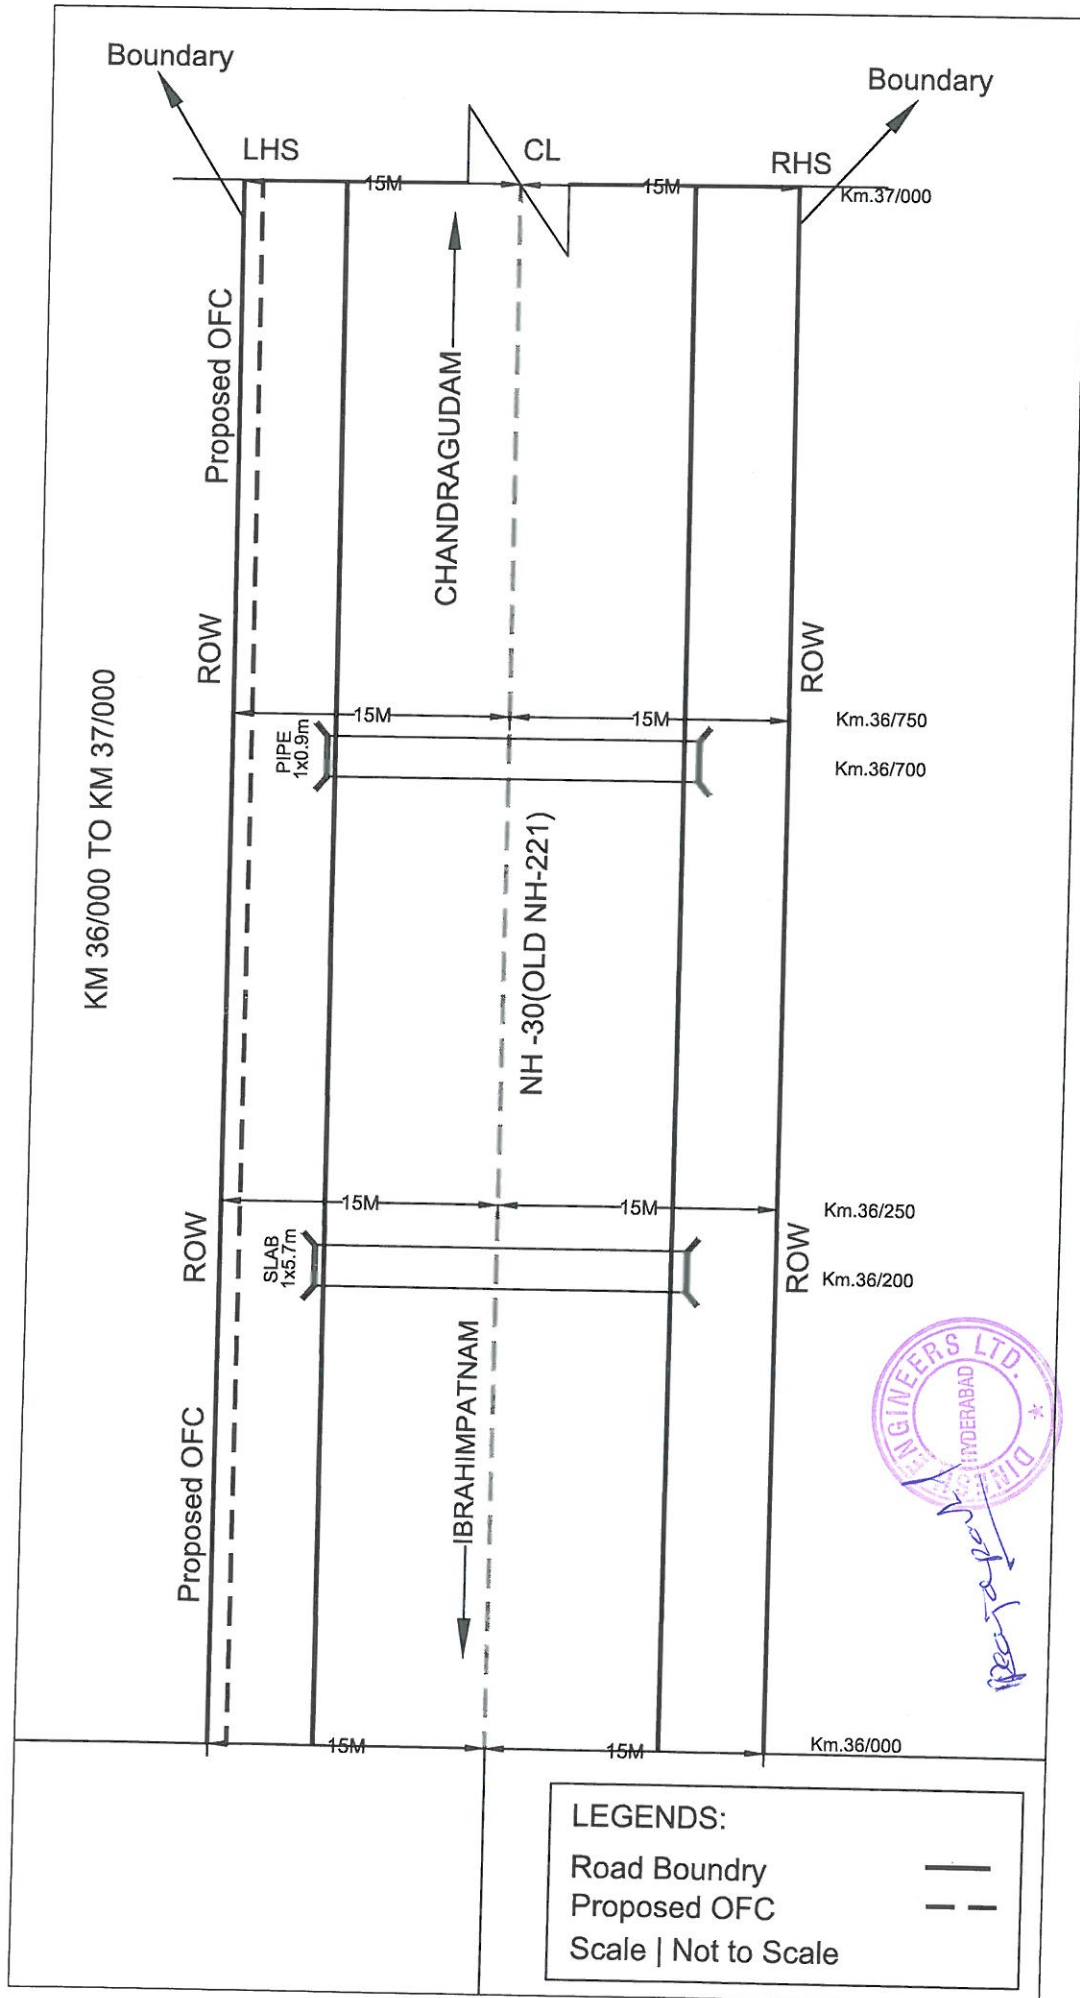 Boundary
Boundary
LHS
CL
RHS
15M
15M
Km.37/000
Proposed OFC
CHANDRAGUDAM
ROW
ROW
KM 36/000 TO KM 37/000
15M
15M
Km.36/750
PIPE
1x0.9m
Km.36/700
NH -30(OLD NH-221)
15M
15M
Km.36/250
ROW
ROW
SLAB
1x5.7m
Km.36/200
IBRAHIMPATNAM
Proposed OFC
ENGINEERS LTD.
HYDERABAD
15M
15M
Km.36/000
LEGENDS:
Road Boundry
Proposed OFC
Scale | Not to Scale